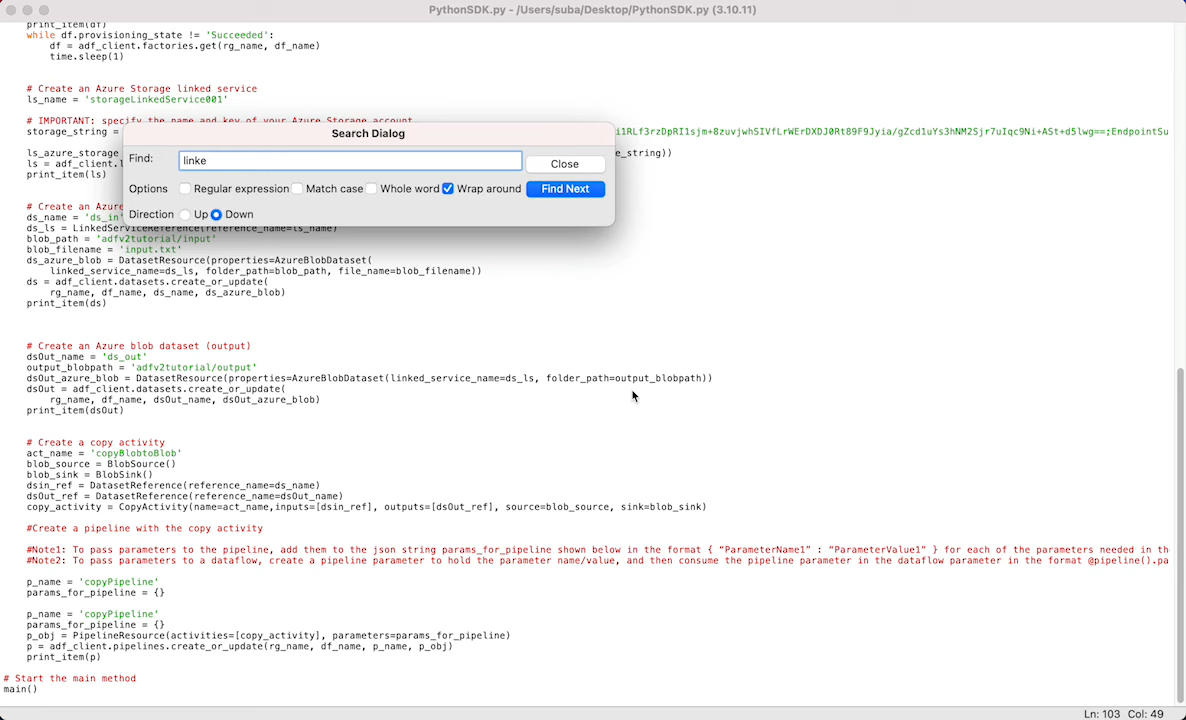 PythonSDK.py - /Users/suba/Desktop/PythonSDK.py (3.10.11)
print_item(df)
while df.provisioning_state != 'Succeeded':
df = adf_client.factories.get(rg_name, df_name)
time.sleep(1)
# Create an Azure Storage linked service
ls_name = 'storageLinkedService001'
# IMPORTANT: specify the name and key of your Azure Storage account.
storage_string =
ls_azure_storage
e_string))
ls = adf_client.l
print_item(ls)
Search Dialog
Find:
linke
Close
Options
Regular expression
Match case
Whole word
Wrap around
Find Next
Direction
Up
Down
# Create an Azur
ds_name = 'ds_in'
ds_ls = LinkedServiceReference(reference_name=ls_name)
blob_path = 'adfv2tutorial/input'
blob_filename = 'input.txt'
ds_azure_blob = DatasetResource(properties=AzureBlobDataset(
linked_service_name=ds_ls, folder_path=blob_path, file_name=blob_filename))
ds = adf_client.datasets.create_or_update(
rg_name, df_name, ds_name, ds_azure_blob)
print_item(ds)
# Create an Azure blob dataset (output)
dsOut_name = 'ds_out'
output_blobpath = 'adfv2tutorial/output'
dsOut_azure_blob = DatasetResource(properties=AzureBlobDataset(linked_service_name=ds_ls, folder_path=output_blobpath))
dsOut = adf_client.datasets.create_or_update(
rg_name, df_name, dsOut_name, dsOut_azure_blob)
print_item(dsOut)
# Create a copy activity
act_name = 'copyBlobtoBlob'
blob_source = BlobSource()
blob_sink = BlobSink()
dsin_ref = DatasetReference(reference_name=ds_name)
dsOut_ref = DatasetReference(reference_name=dsOut_name)
copy_activity = CopyActivity(name=act_name,inputs=[dsin_ref], outputs=[dsOut_ref], source=blob_source, sink=blob_sink)
#Create a pipeline with the copy activity
#Note1: To pass parameters to the pipeline, add them to the json string params_for_pipeline shown below in the format { “ParameterName1” : “ParameterValue1” } for each of the parameters needed in th
#Note2: To pass parameters to a dataflow, create a pipeline parameter to hold the parameter name/value, and then consume the pipeline parameter in the dataflow parameter in the format @pipeline().pa
p_name = 'copyPipeline'
params_for_pipeline = {}
p_name = 'copyPipeline'
params_for_pipeline = {}
p_obj = PipelineResource(activities=[copy_activity], parameters=params_for_pipeline)
p = adf_client.pipelines.create_or_update(rg_name, df_name, p_name, p_obj)
print_item(p)
# Start the main method
main()
Ln: 103 Col: 49